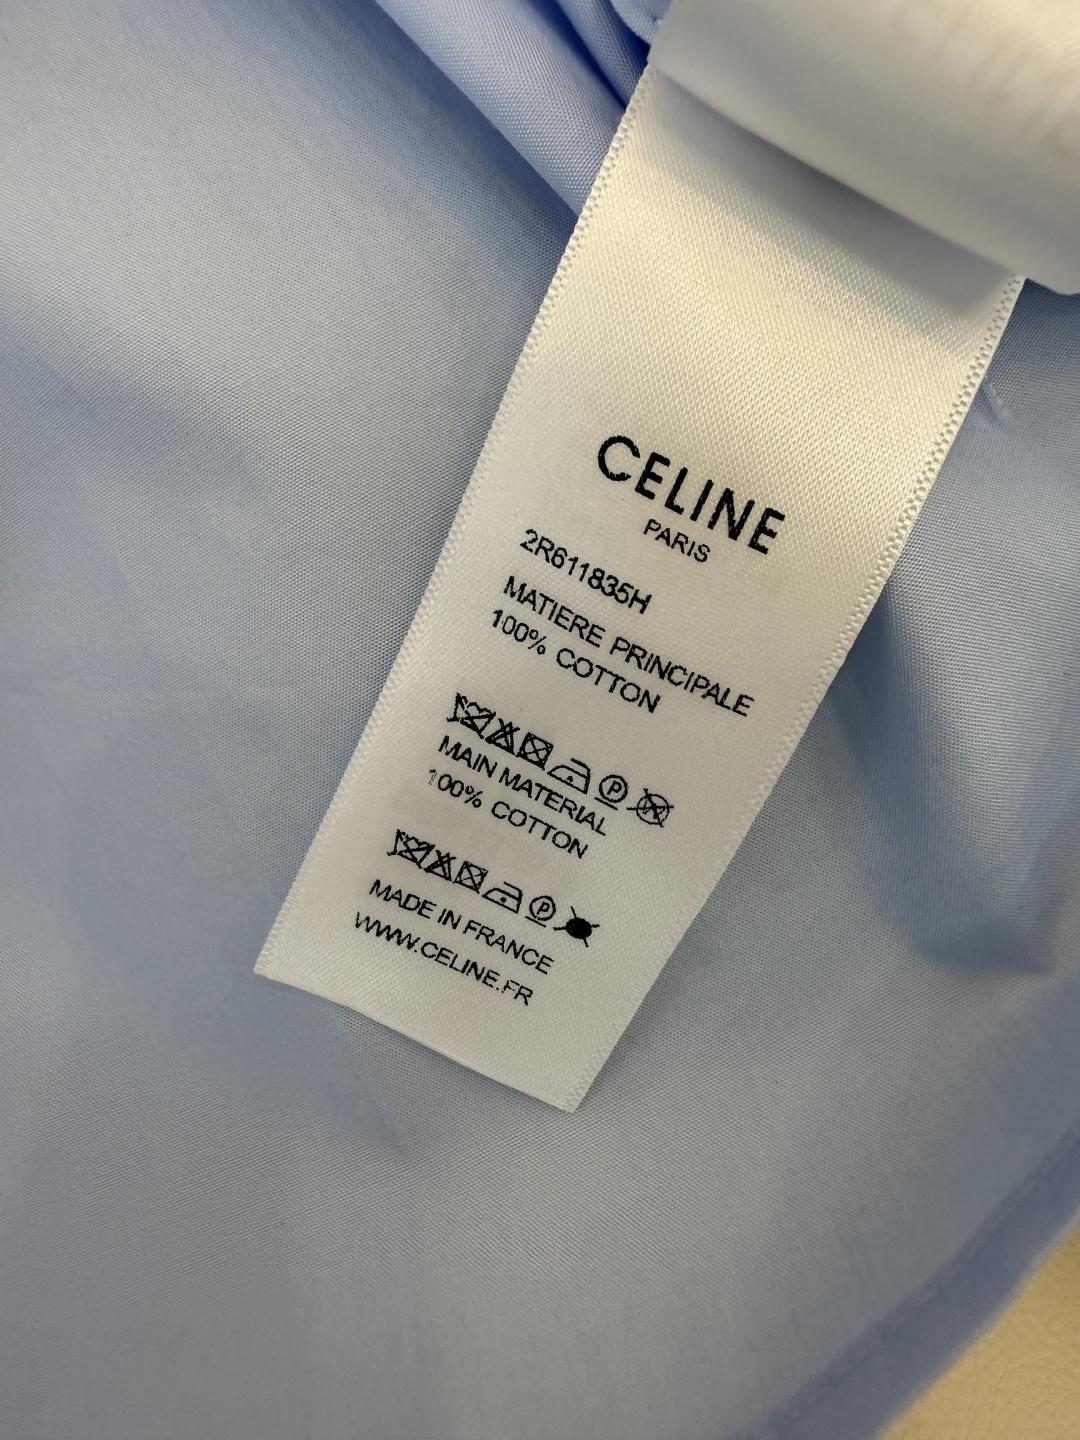 CELINE
PARIS
2R611835H
MATIERE PRINCIPALE
100% COTTON
P
MAIN MATERIAL
100% COTTON
P
MADE IN FRANCE
WWW.CELINE.FR